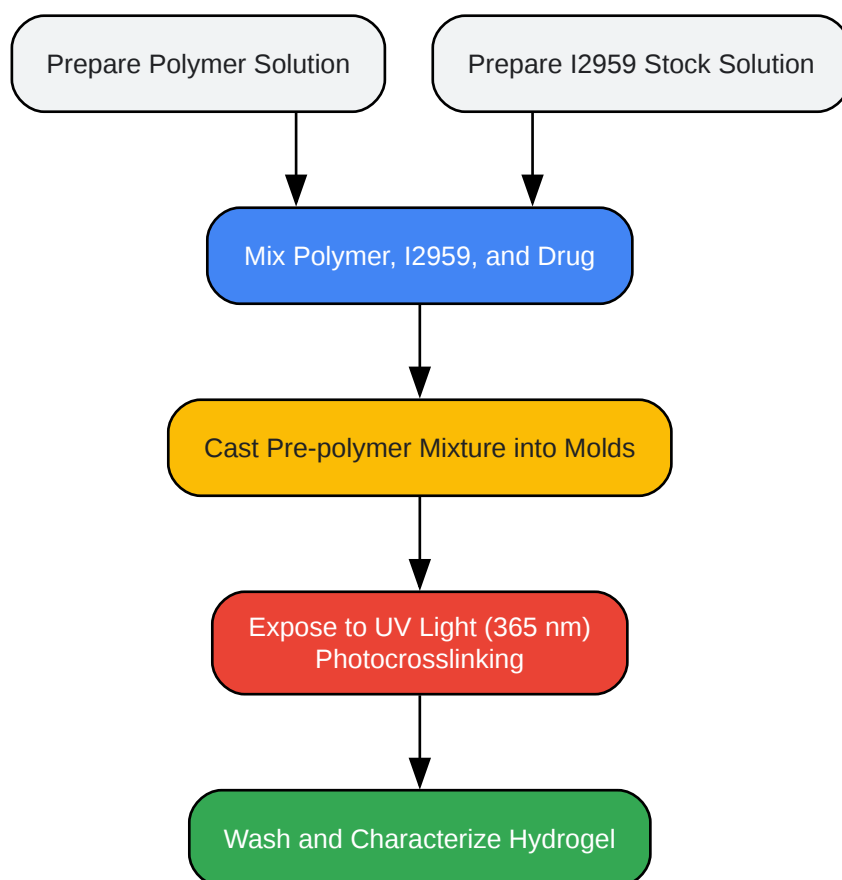 Prepare Polymer Solution
Prepare I2959 Stock Solution
Mix Polymer, I2959, and Drug
Cast Pre-polymer Mixture into Molds
Expose to UV Light (365 nm)
Photocrosslinking
Wash and Characterize Hydrogel